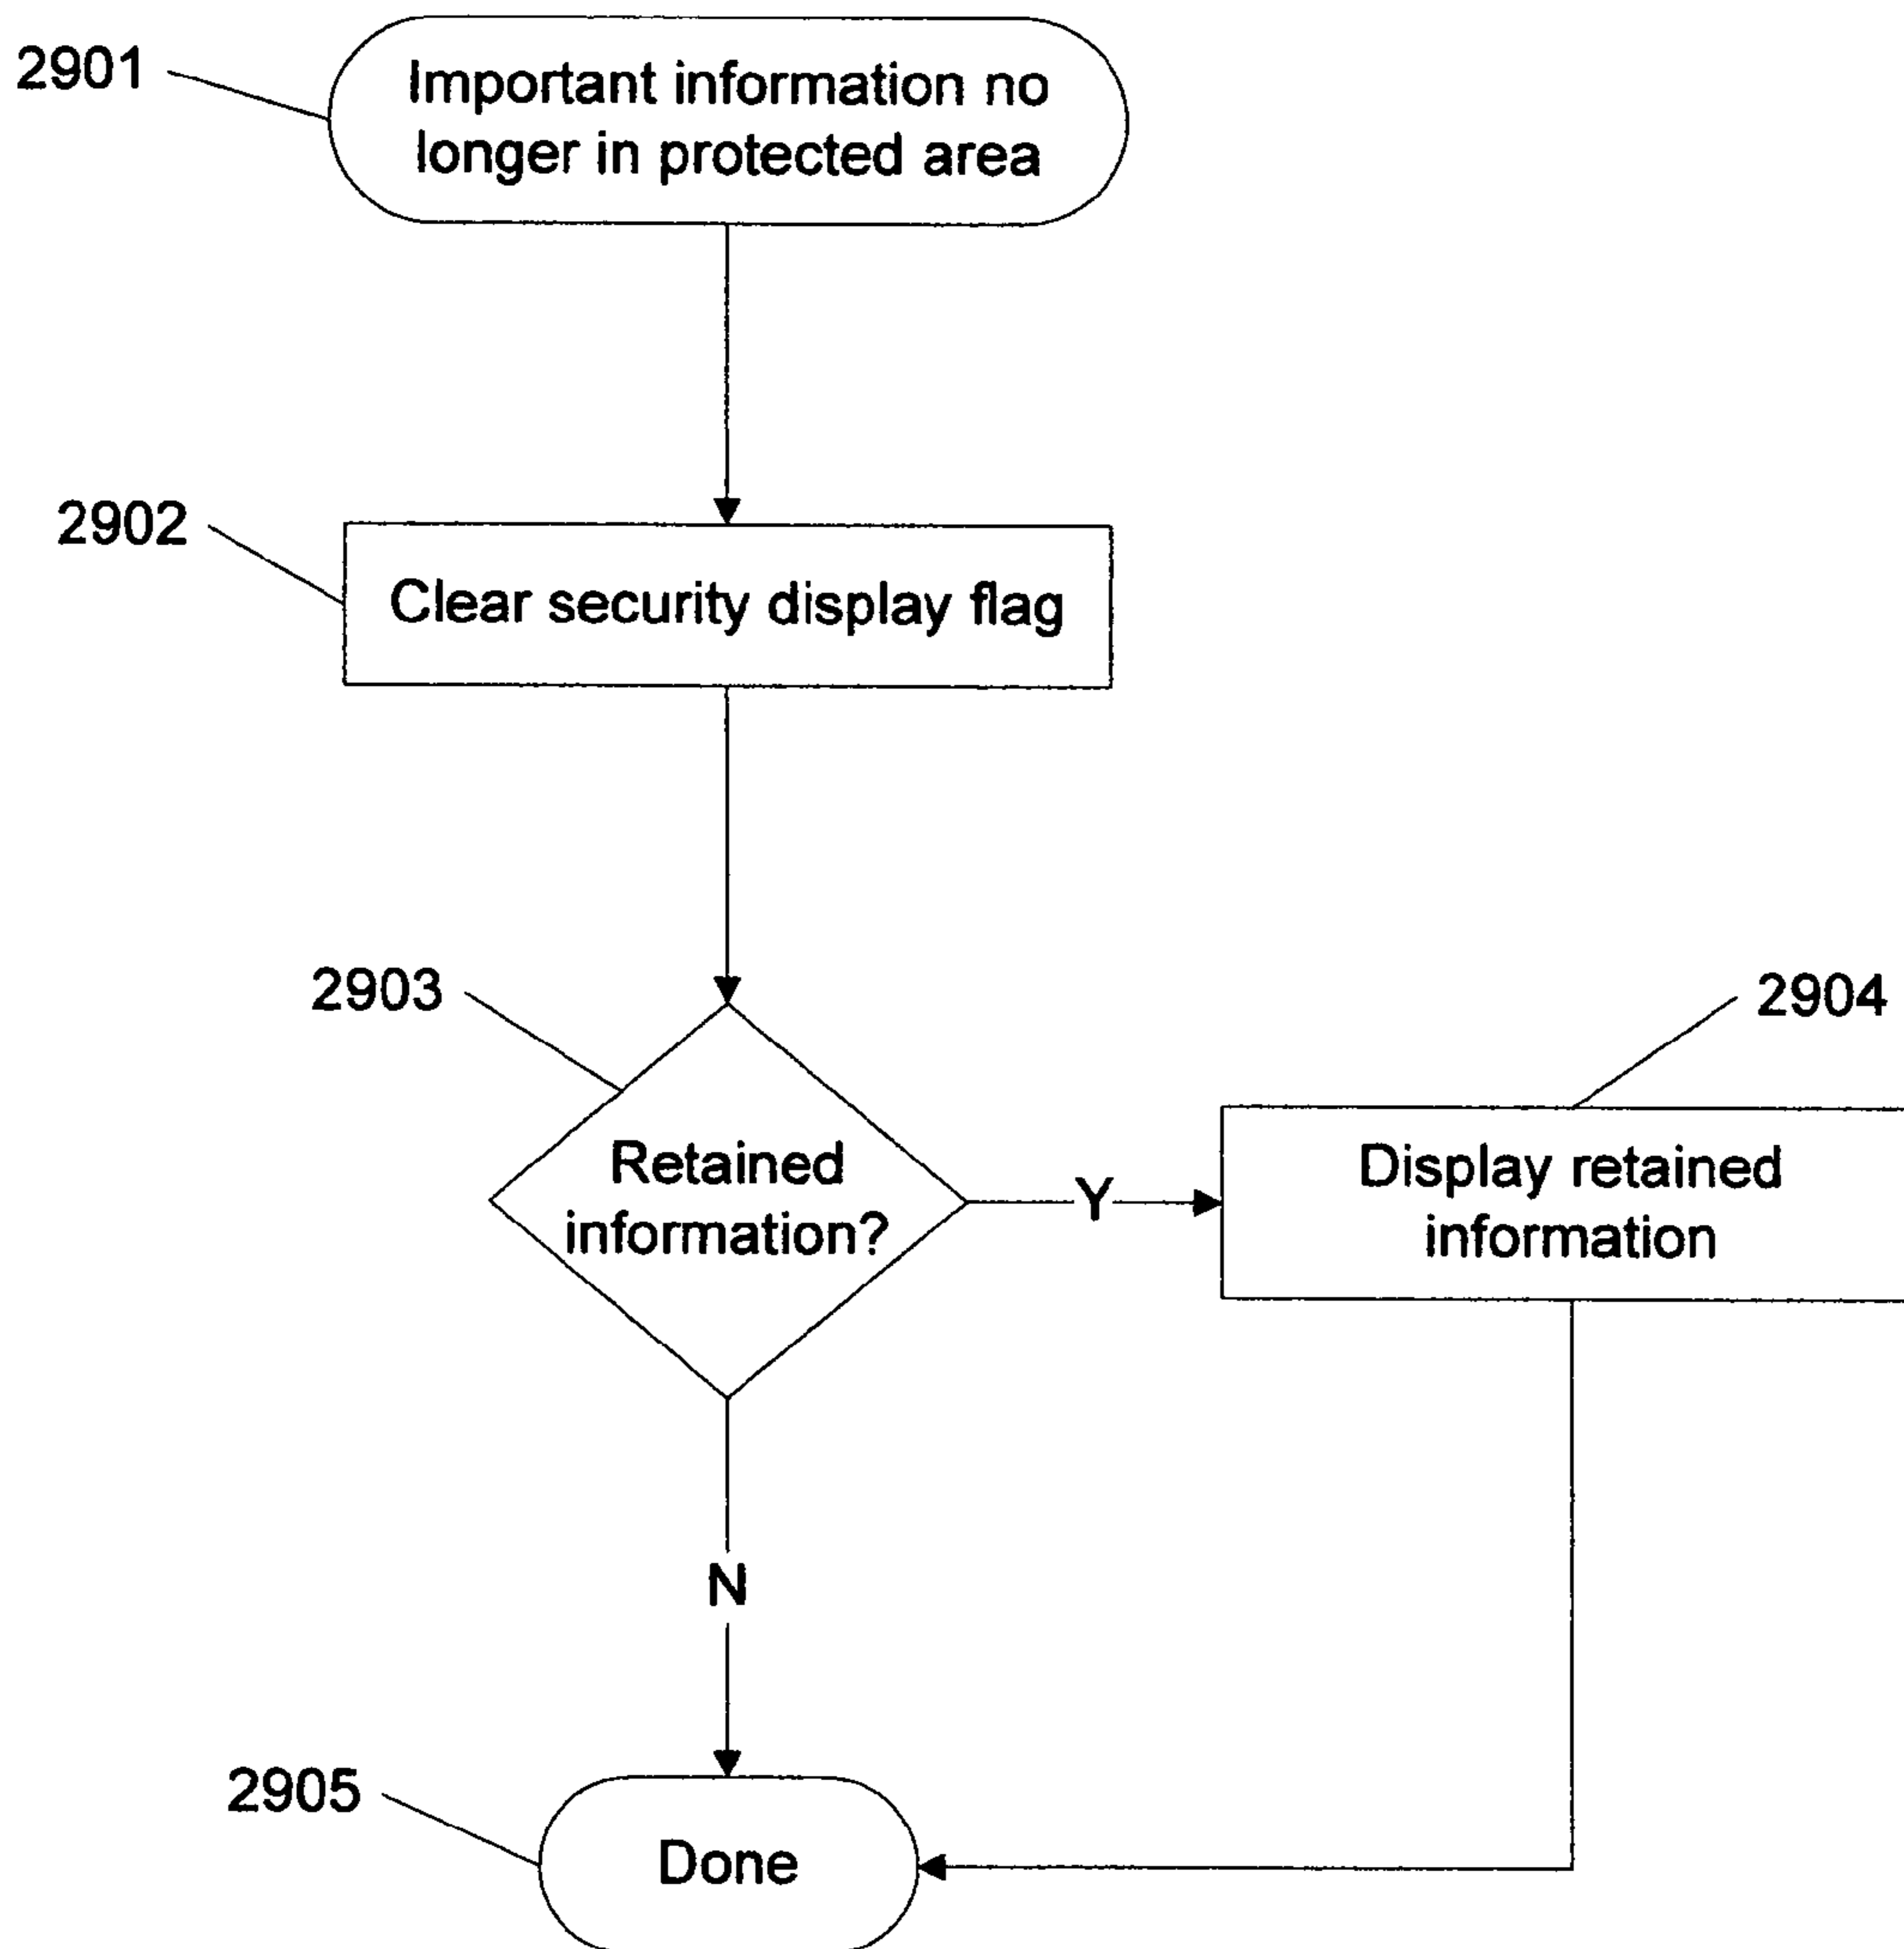 2901
Important information no
longer in protected area
2902
Clear security display flag
2903
2904
Retained
information?
Y
Display retained
information
N
2905
Done